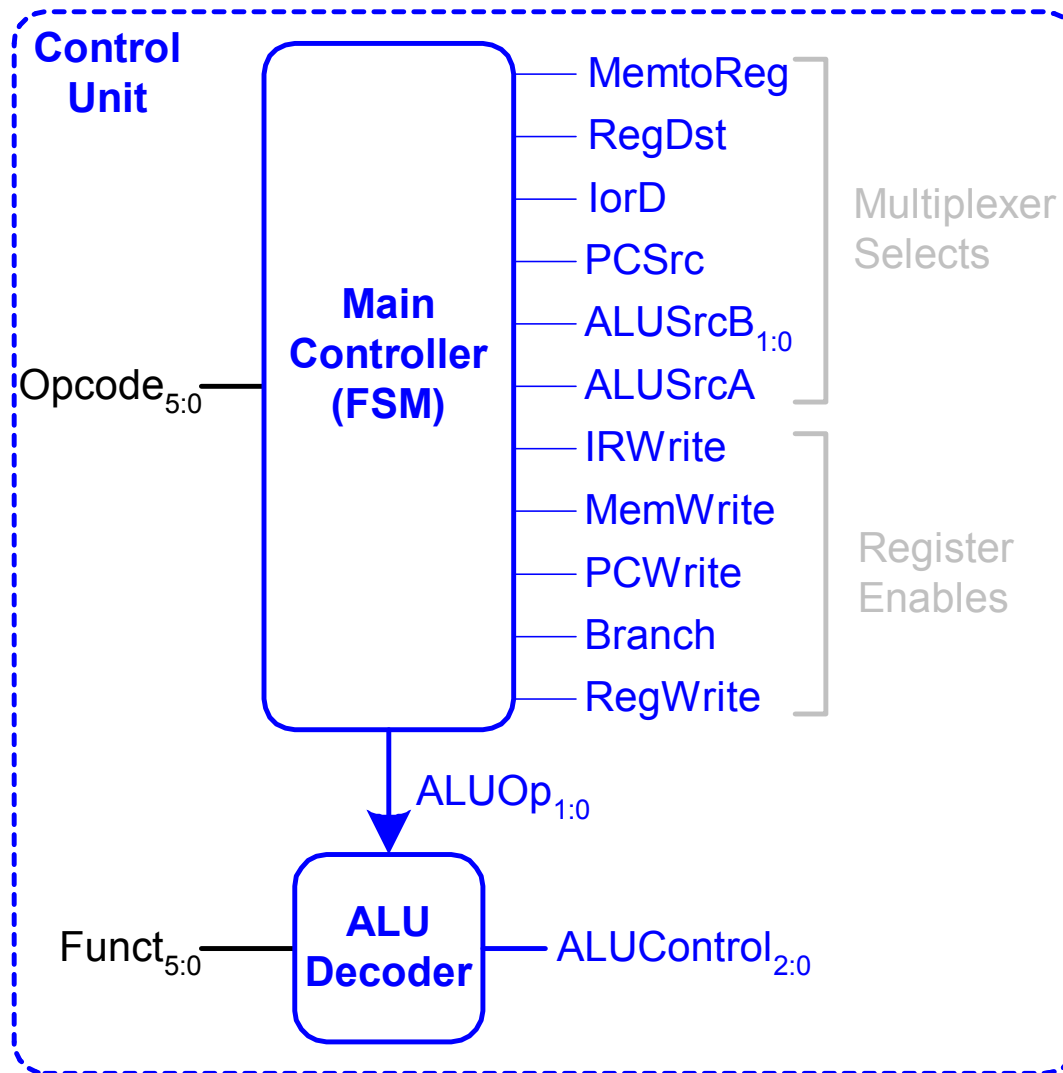 Control
Unit
MemtoReg
RegDst
IorD
PCSrc
ALUSrcB1:0
ALUSrcA
Multiplexer
Selects
Main
Controller
(FSM)
Opcode5:0
IRWrite
MemWrite
PCWrite
Branch
RegWrite
Register
Enables
ALUOp1:0
ALU
Decoder
Funct5:0
ALUControl2:0